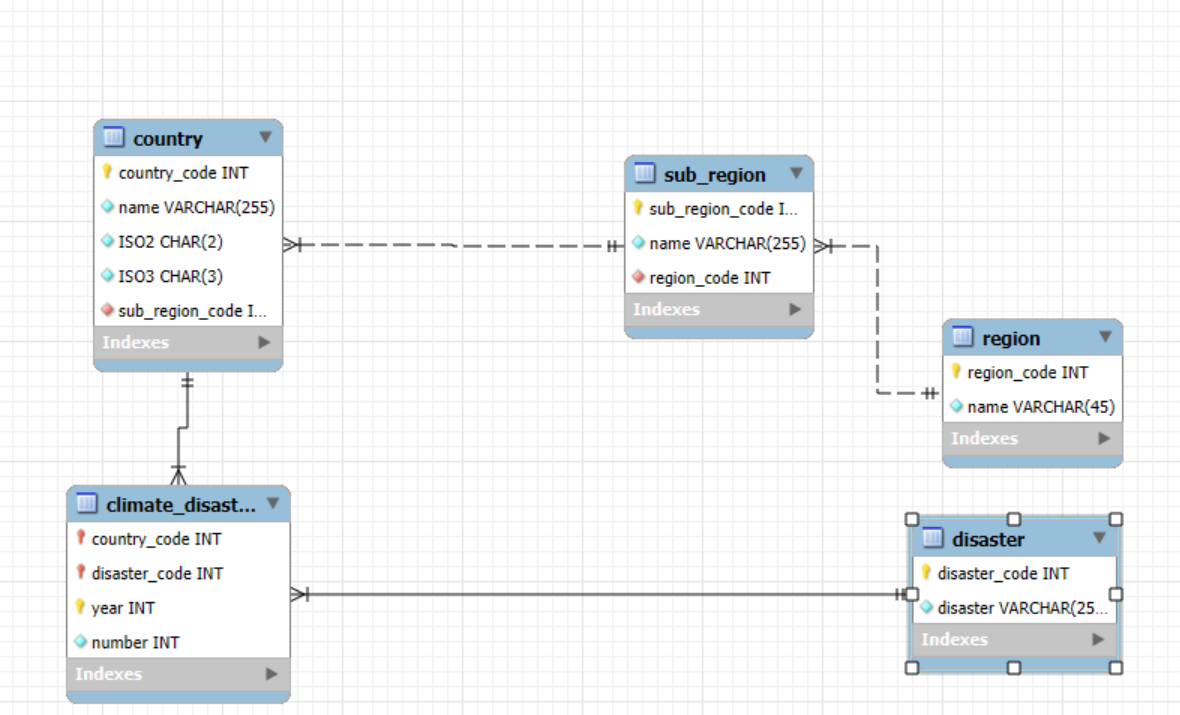 country
country_code INT
name VARCHAR(255)
ISO2 CHAR(2)
ISO3 CHAR(3)
sub_region_code I...
Indexes
sub_region
sub_region_code I...
name VARCHAR(255)
region_code INT
Indexes
region
region_code INT
name VARCHAR(45)
Indexes
climate_disast...
country_code INT
disaster_code INT
year INT
number INT
Indexes
disaster
disaster_code INT
disaster VARCHAR(25...
Indexes